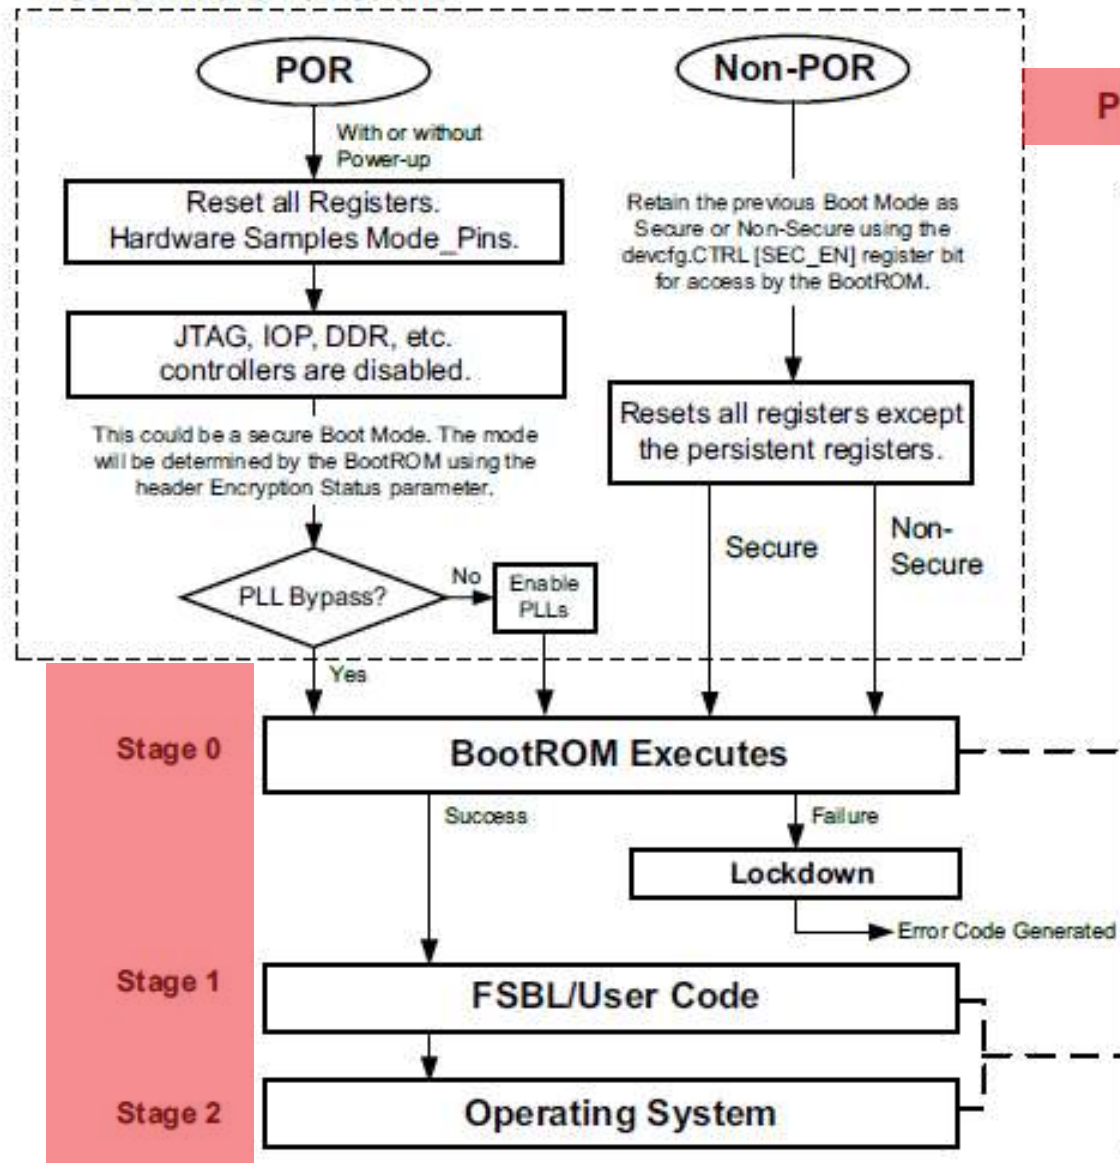 POR
Non-POR
P
With or without
Power-up
Reset all Registers.
Hardware Samples Mode_Pins.
Retain the previous Boot Mode as
Secure or Non-Secure using the
devcfg.CTRL [SEC_EN] register bit
for access by the BootROM.
JTAG, IOP, DDR, etc.
controllers are disabled.
Resets all registers except
the persistent registers.
This could be a secure Boot Mode. The mode
will be determined by the BootROM using the
header Encryption Status parameter.
Secure
Non-
Secure
PLL Bypass?
No
Enable
PLLs
Yes
Stage 0
BootROM Executes
Success
Failure
Lockdown
Error Code Generated
Stage 1
FSBL/User Code
Stage 2
Operating System